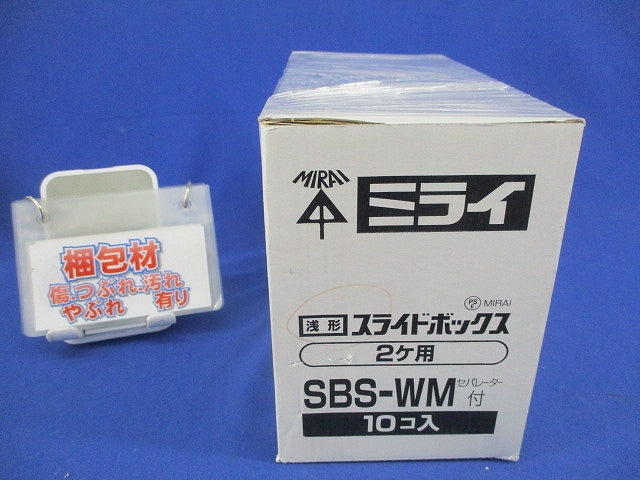 梱包材
傷.つぶれ.汚れ
やぶれ 有り
MIRAI
ミライ
PS
E
MIRAI
浅形 スライドボックス
2ケ用
SBS-WM セパレーター付
10コ入